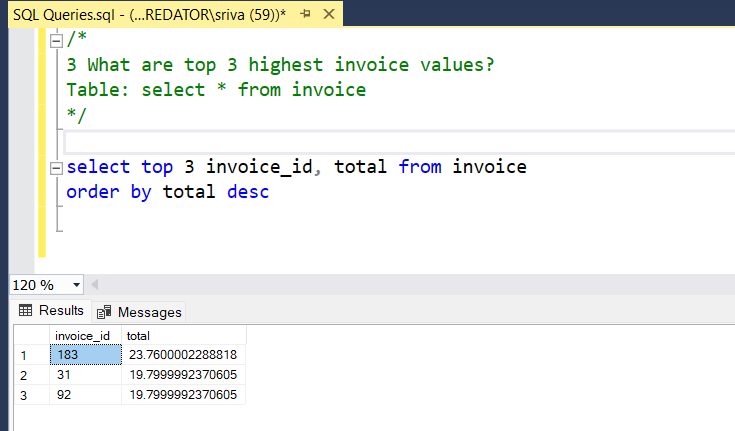 SQL Queries.sql - (...REDATOR\sriva (59))*
/*
3 What are top 3 highest invoice values?
Table: select * from invoice
*/
select top 3 invoice_id, total from invoice
order by total desc
120 %
Results Messages
invoice_id total
1 183 23.7600002288818
2 31 19.7999992370605
3 92 19.7999992370605